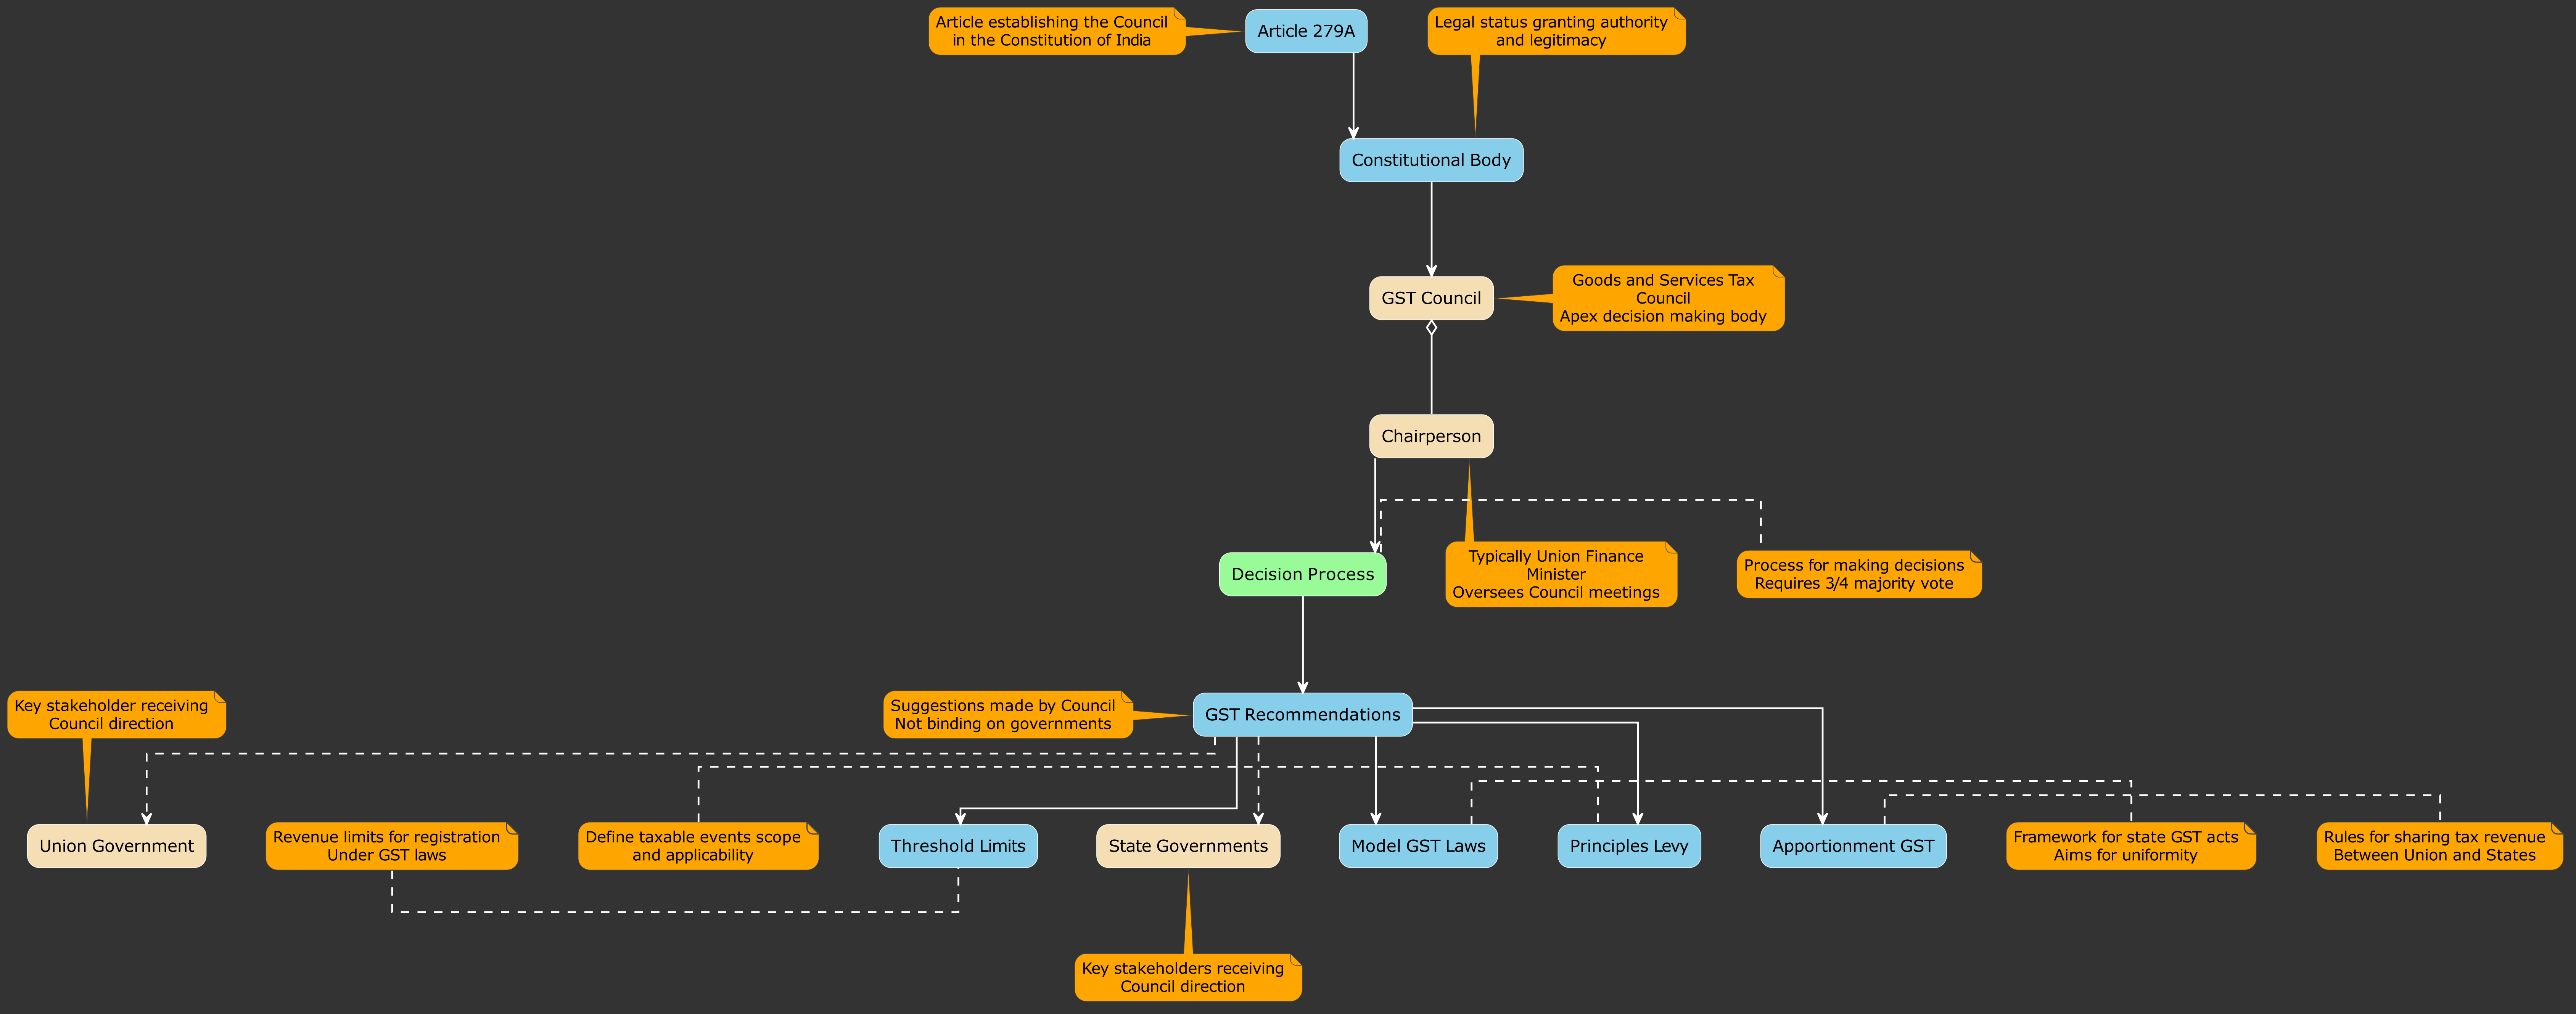 Article establishing the Council
in the Constitution of India
Article 279A
Legal status granting authority
and legitimacy
Constitutional Body
GST Council
Goods and Services Tax
Council
Apex decision making body
Chairperson
Decision Process
Typically Union Finance
Minister
Oversees Council meetings
Process for making decisions
Requires 3/4 majority vote
Key stakeholder receiving
Council direction
Suggestions made by Council
Not binding on governments
GST Recommendations
Union Government
Revenue limits for registration
Under GST laws
Define taxable events scope
and applicability
Threshold Limits
State Governments
Model GST Laws
Principles Levy
Apportionment GST
Framework for state GST acts
Aims for uniformity
Rules for sharing tax revenue
Between Union and States
Key stakeholders receiving
Council direction